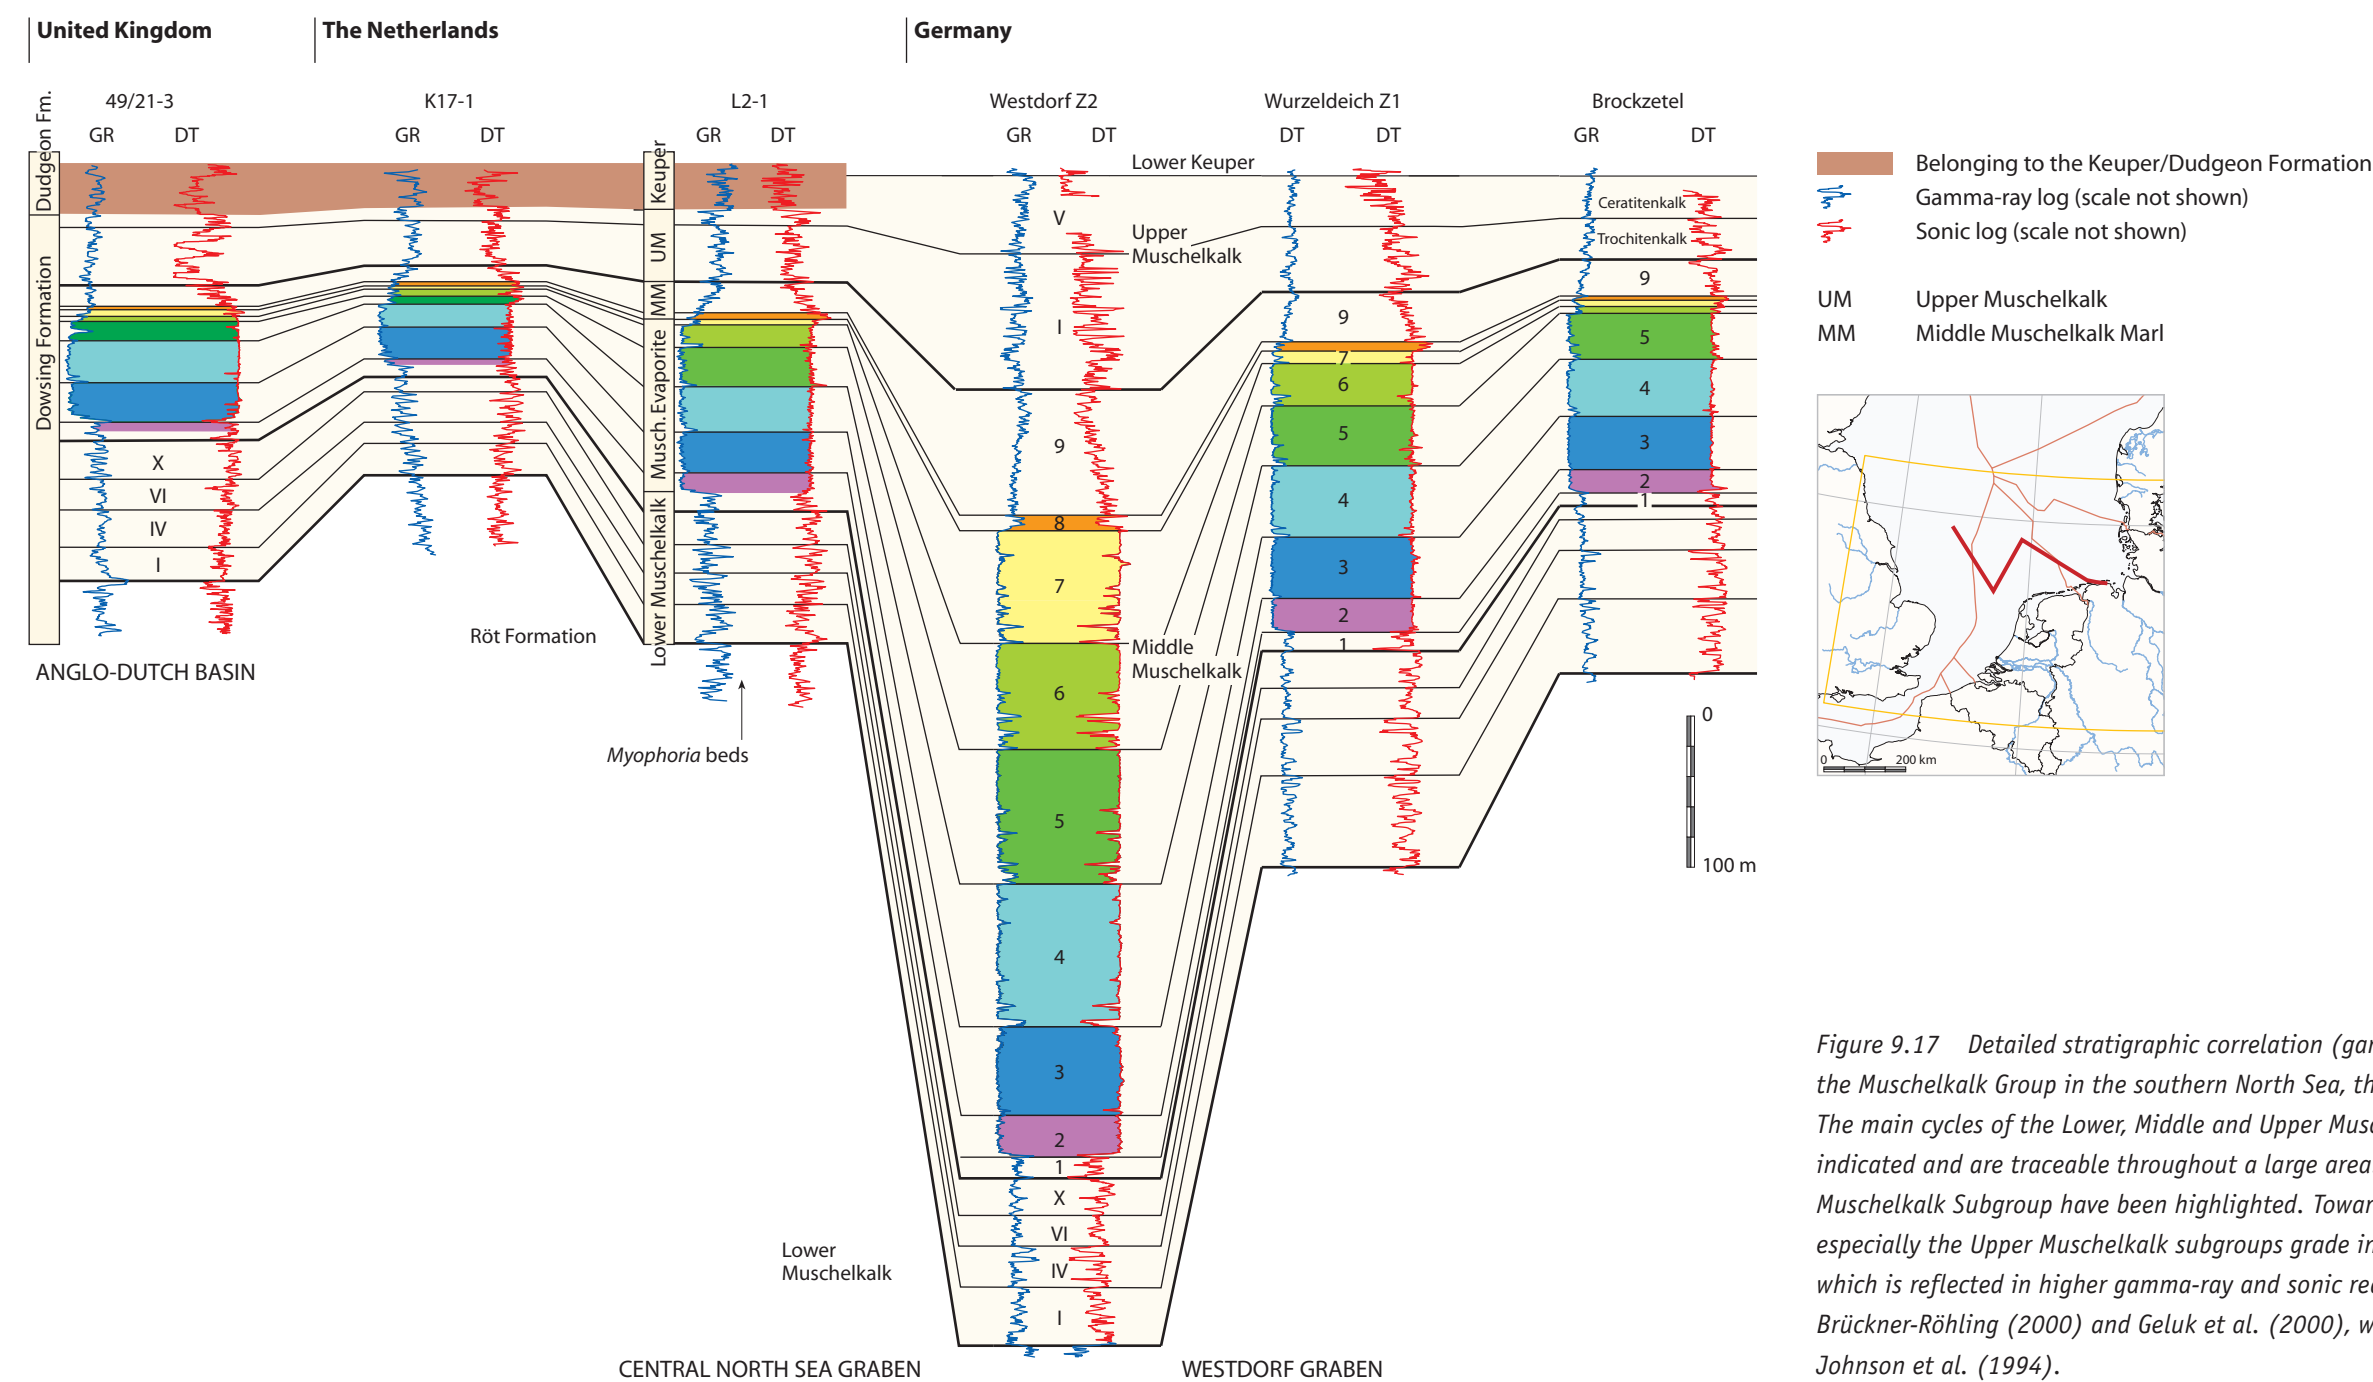 United Kingdom
The Netherlands
Germany
49/21-3
K17-1
L2-1
Westdorf Z2
Wurzeldeich Z1
Brockzetel
GR DT
GR DT
GR DT
GR DT
DT DT
GR DT
Dudgeon Fm.
Dowsing Formation
Keuper
UM
MM
Musch. Evaporite
Lower Muschelkalk
X
VI
IV
I
ANGLO-DUTCH BASIN
Röt Formation
Myophoria beds
Lower
Muschelkalk
CENTRAL NORTH SEA GRABEN
V
I
9
8
7
6
5
4
3
2
1
X
VI
IV
I
Lower Keuper
Upper
Muschelkalk
Middle
Muschelkalk
WESTDORF GRABEN
9
7
6
5
4
3
2
1
Ceratitenkalk
Trochitenkalk
9
5
4
3
2
1
0
100 m
Belonging to the Keuper/Dudgeon Formation
Gamma-ray log (scale not shown)
Sonic log (scale not shown)
UM Upper Muschelkalk
MM Middle Muschelkalk Marl
0 200 km
Figure 9.17 Detailed stratigraphic correlation (gar
the Muschelkalk Group in the southern North Sea, th
The main cycles of the Lower, Middle and Upper Musc
indicated and are traceable throughout a large area
Muschelkalk Subgroup have been highlighted. Towar
especially the Upper Muschelkalk subgroups grade in
which is reflected in higher gamma-ray and sonic rea
Brückner-Röhling (2000) and Geluk et al. (2000), w
Johnson et al. (1994).